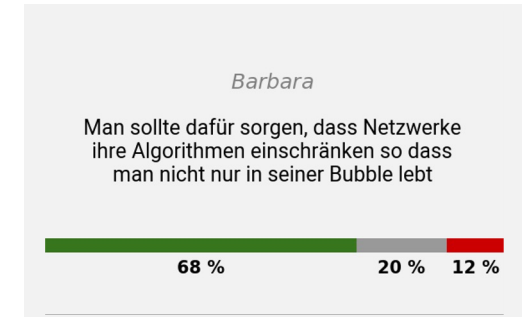 Barbara
Man sollte dafür sorgen, dass Netzwerke
ihre Algorithmen einschränken so dass
man nicht nur in seiner Bubble lebt
68 % 20 % 12 %